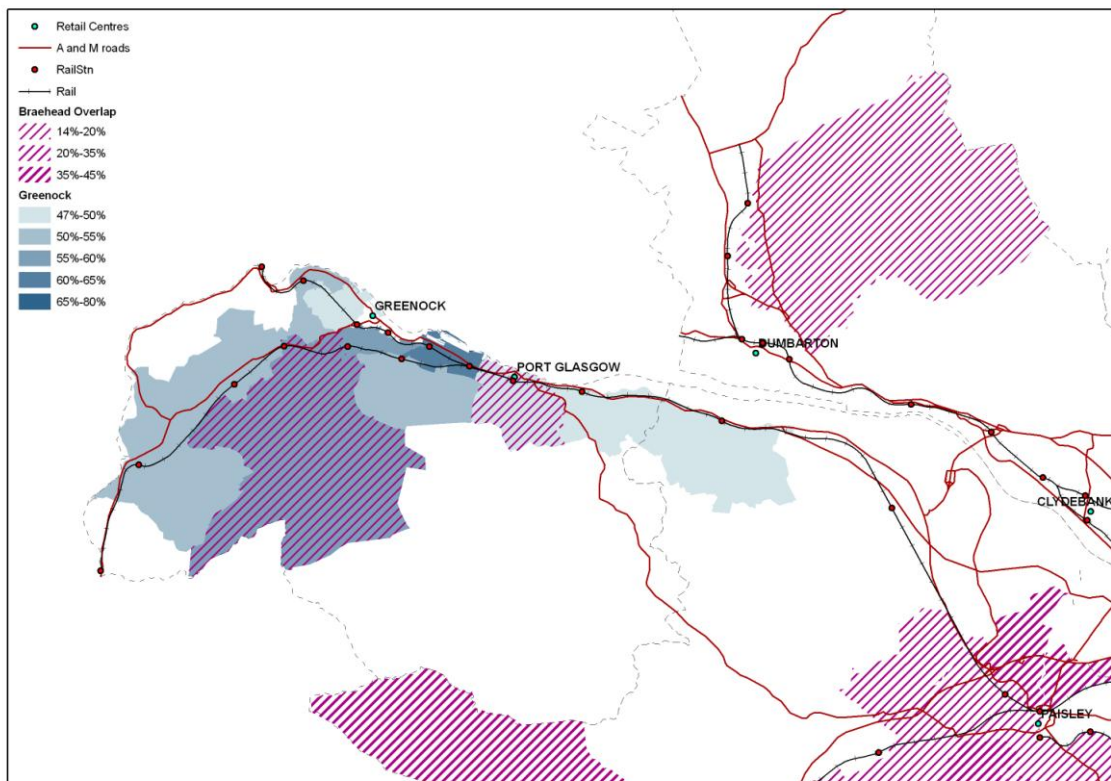 Retail Centres
A and M roads
RailStn
Rail
Braehead Overlap
14%-20%
20%-35%
35%-45%
Greenock
47%-50%
50%-55%
55%-60%
60%-65%
65%-80%
GREENOCK
DUMBARTON
PORT GLASGOW
CLYDEBANK
PAISLEY